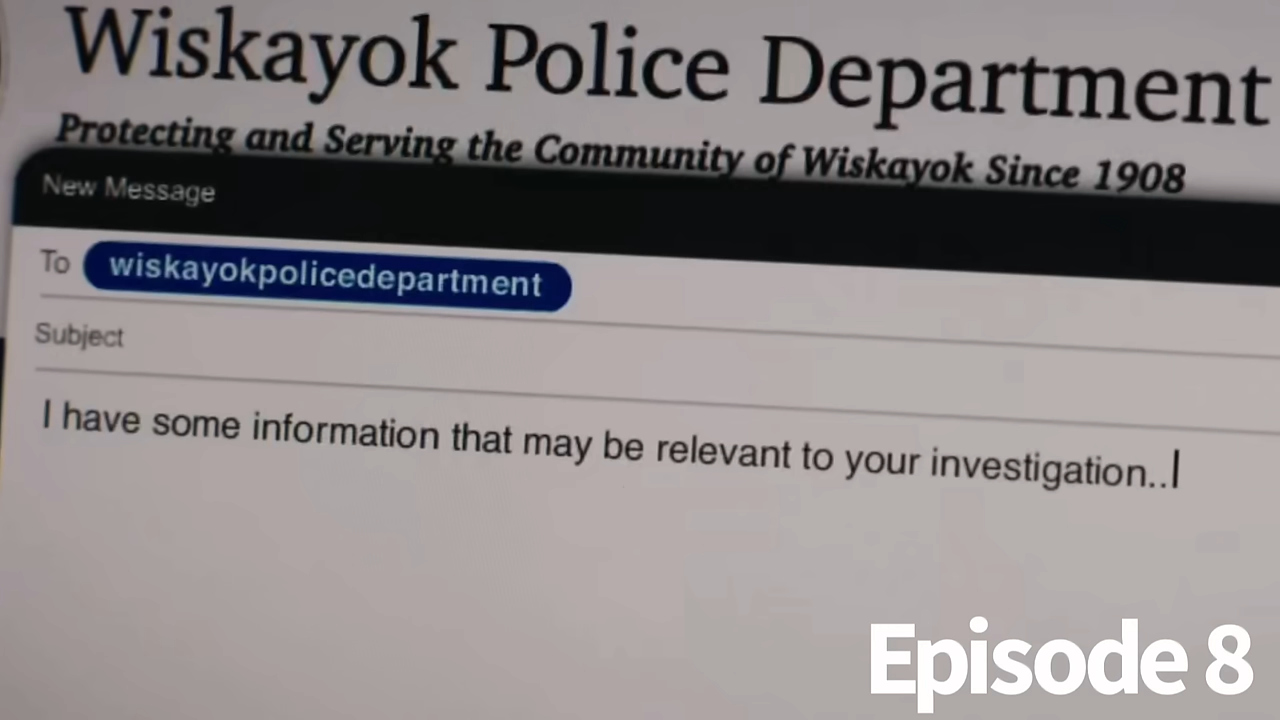 Wiskayok Police Department
Protecting and Serving the Community of Wiskayok Since 1908
New Message
To wiskayokpolicedepartment
Subject
I have some information that may be relevant to your investigation..
Episode 8